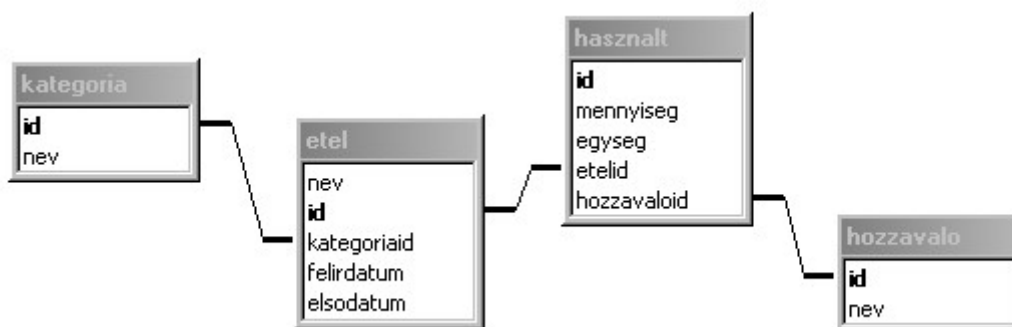 kategoria
id
nev
etel
nev
id
kategoriaid
felirdatum
elsodatum
hasznalt
id
mennyiseg
egyseg
etelid
hozzavaloid
hozzavalo
id
nev